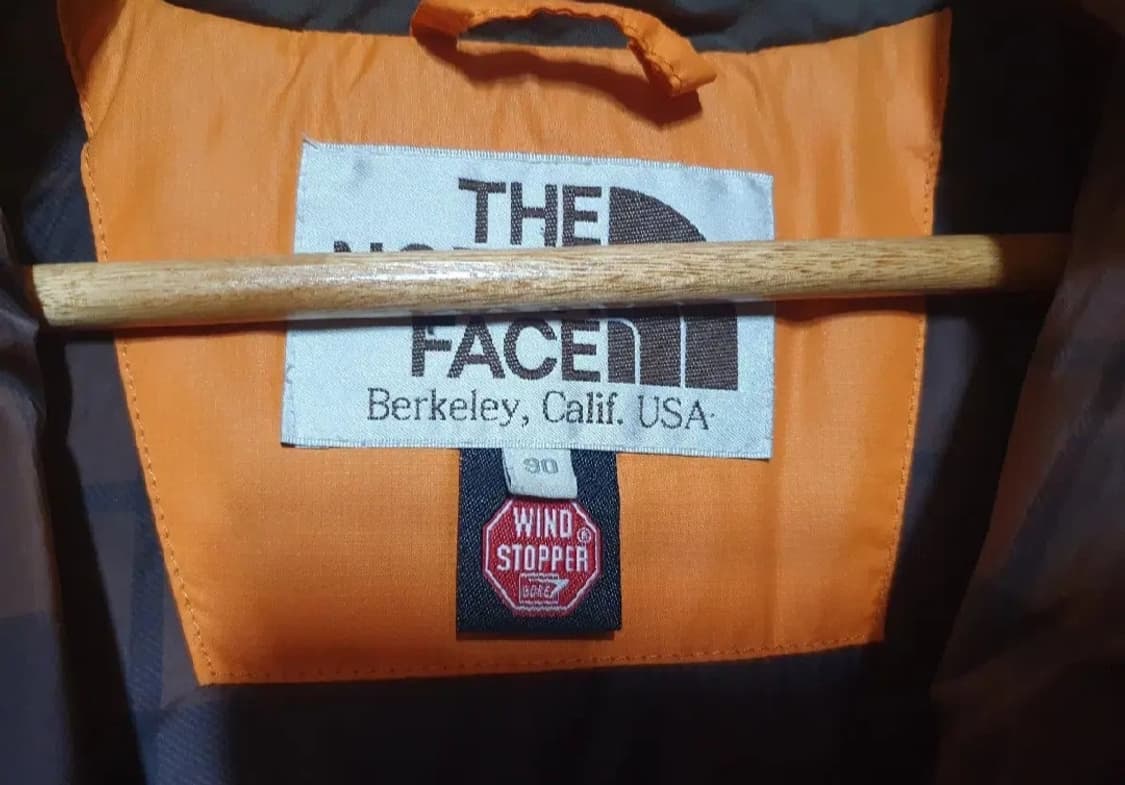 THE
FACE
Berkeley, Calif. USA
90
WIND
STOPPER®
GORE